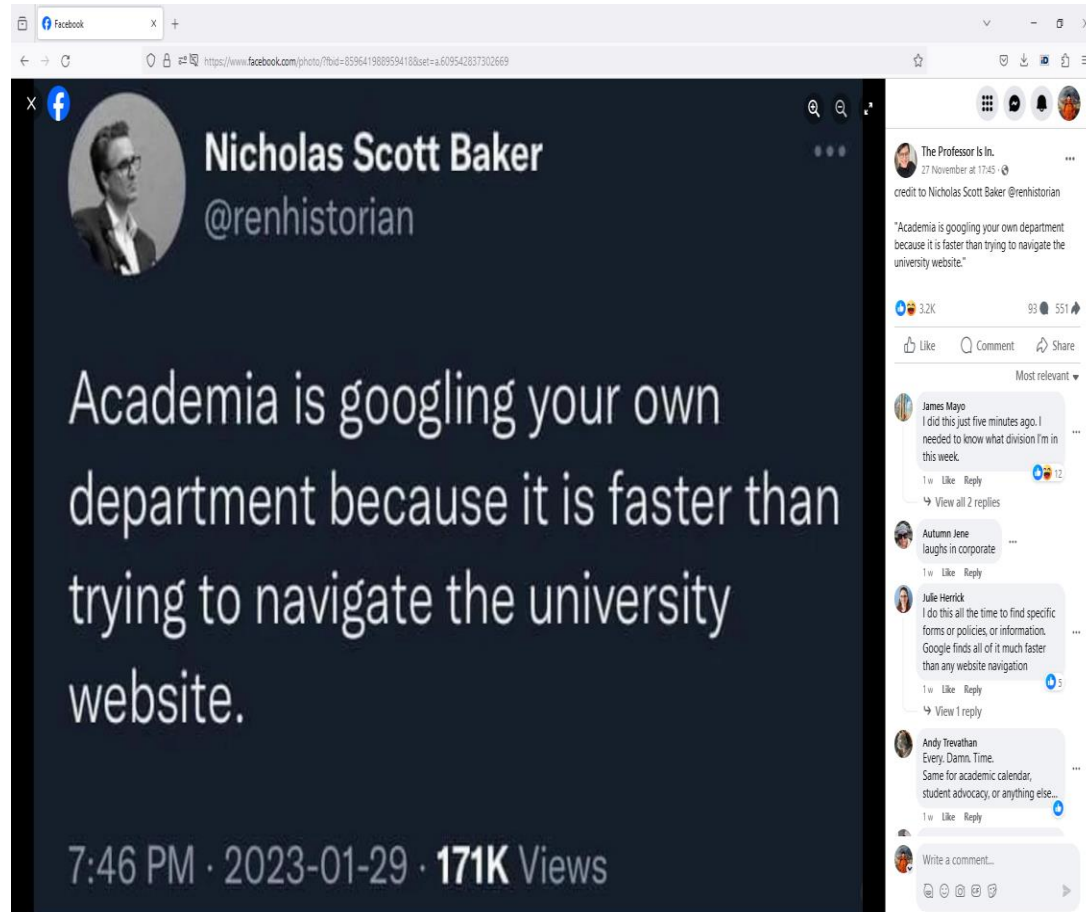 Facebook
https://www.facebook.com/photo/?fbid=859641988959418&set=a.609542837302669
Nicholas Scott Baker
@renhistorian
Academia is googling your own
department because it is faster than
trying to navigate the university
website.
7:46 PM · 2023-01-29 · 171K Views
The Professor Is In.
27 November at 17:45 ·
credit to Nicholas Scott Baker @renhistorian
"Academia is googling your own department
because it is faster than trying to navigate the
university website."
3.2K 93 551
Like Comment Share
Most relevant
James Mayo
I did this just five minutes ago. I
needed to know what division I'm in
this week.
12
1w Like Reply
View all 2 replies
Autumn Jene
laughs in corporate
1w Like Reply
Julie Herrick
I do this all the time to find specific
forms or policies, or information.
Google finds all of it much faster
than any website navigation
5
1w Like Reply
View 1 reply
Andy Trevathan
Every. Damn. Time.
Same for academic calendar,
student advocacy, or anything else...
1w Like Reply
Write a comment...